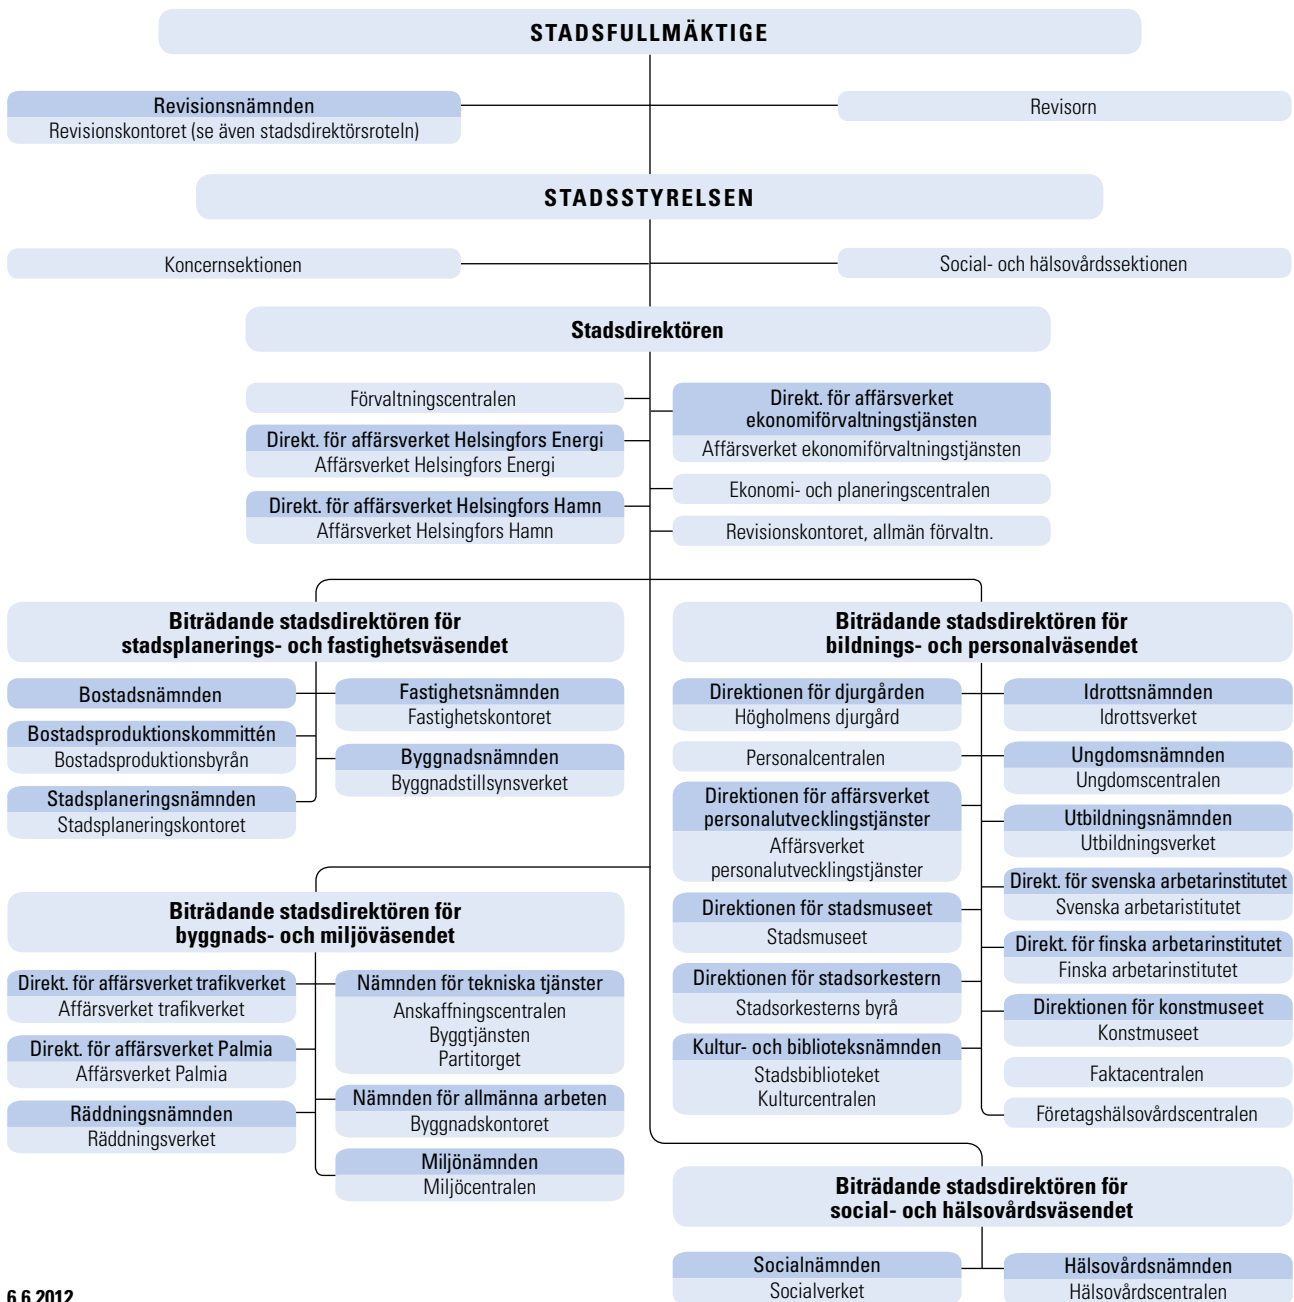 STADSFULLMÄKTIGE
Revisionsnämnden
Revisionskontoret (se även stadsdirektörsroteln)
Revisorn
STADSSTYRELSEN
Koncernsektionen
Social- och hälsovårdssektionen
Stadsdirektören
Förvaltningscentralen
Direkt. för affärsverket Helsingfors Energi
Affärsverket Helsingfors Energi
Direkt. för affärsverket Helsingfors Hamn
Affärsverket Helsingfors Hamn
Direkt. för affärsverket
ekonomiförvaltningstjänsten
Affärsverket ekonomiförvaltningstjänsten
Ekonomi- och planeringscentralen
Revisionskontoret, allmän förvaltn.
Biträdande stadsdirektören för
stadsplanerings- och fastighetsväsendet
Bostadsnämnden
Bostadsproduktionskommittén
Bostadsproduktionsbyrån
Stadsplaneringsnämnden
Stadsplaneringskontoret
Fastighetsnämnden
Fastighetskontoret
Byggnadsnämnden
Byggnadstillsynsverket
Biträdande stadsdirektören för
bildnings- och personalväsendet
Direktionen för djurgården
Högholmens djurgård
Personalcentralen
Direktionen för affärsverket
personalutvecklingstjänster
Affärsverket
personalutvecklingstjänster
Direktionen för stadsmuseet
Stadsmuseet
Direktionen för stadsorkestern
Stadsorkesterns byrå
Kultur- och biblioteksnämnden
Stadsbiblioteket
Kulturcentralen
Idrottsnämnden
Idrottsverket
Ungdomsnämnden
Ungdomscentralen
Utbildningsnämnden
Utbildningsverket
Direkt. för svenska arbetarinstitutet
Svenska arbetaristitutet
Direkt. för finska arbetarinstitutet
Finska arbetarinstitutet
Direktionen för konstmuseet
Konstmuseet
Faktacentralen
Företagshälsovårdscentralen
Biträdande stadsdirektören för
byggnads- och miljöväsendet
Direkt. för affärsverket trafikverket
Affärsverket trafikverket
Direkt. för affärsverket Palmia
Affärsverket Palmia
Räddningsnämnden
Räddningsverket
Nämnden för tekniska tjänster
Anskaffningscentralen
Byggtjänsten
Partitorget
Nämnden för allmänna arbeten
Byggnadskontoret
Miljönämnden
Miljöcentralen
Biträdande stadsdirektören för
social- och hälsovårdsväsendet
Socialnämnden
Socialverket
Hälsovårdsnämnden
Hälsovårdscentralen
6.6.2012